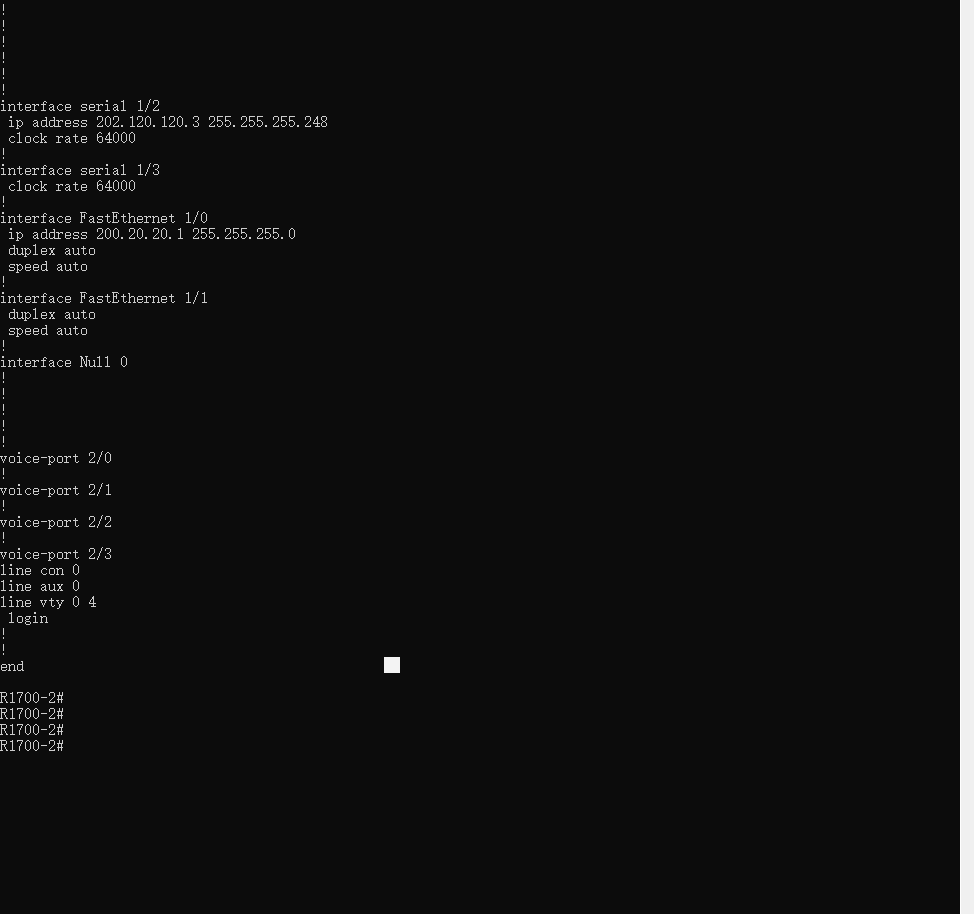 !
!
!
!
!
!
interface serial 1/2
 ip address 202.120.120.3 255.255.255.248
 clock rate 64000
!
interface serial 1/3
 clock rate 64000
!
interface FastEthernet 1/0
 ip address 200.20.20.1 255.255.255.0
 duplex auto
 speed auto
!
interface FastEthernet 1/1
 duplex auto
 speed auto
!
interface Null 0
!
!
!
!
!
voice-port 2/0
!
voice-port 2/1
!
voice-port 2/2
!
voice-port 2/3
line con 0
line aux 0
line vty 0 4
 login
!
!
end
R1700-2#
R1700-2#
R1700-2#
R1700-2#